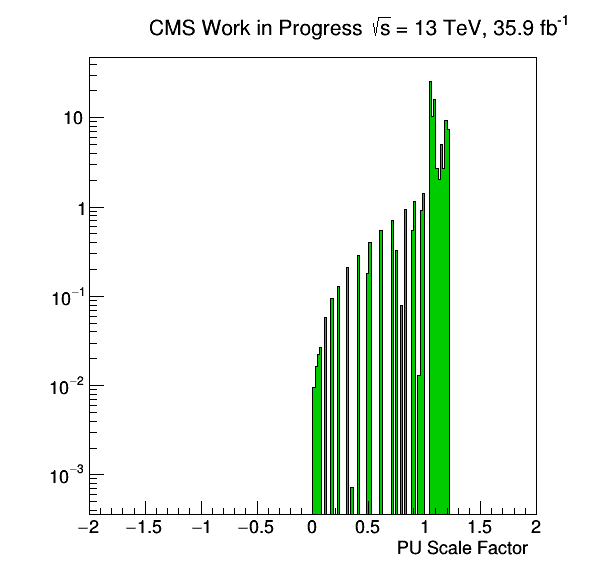 CMS Work in Progress √s = 13 TeV, 35.9 fb⁻¹
10
1
10⁻¹
10⁻²
10⁻³
−2 −1.5 −1 −0.5 0 0.5 1 1.5 2
PU Scale Factor